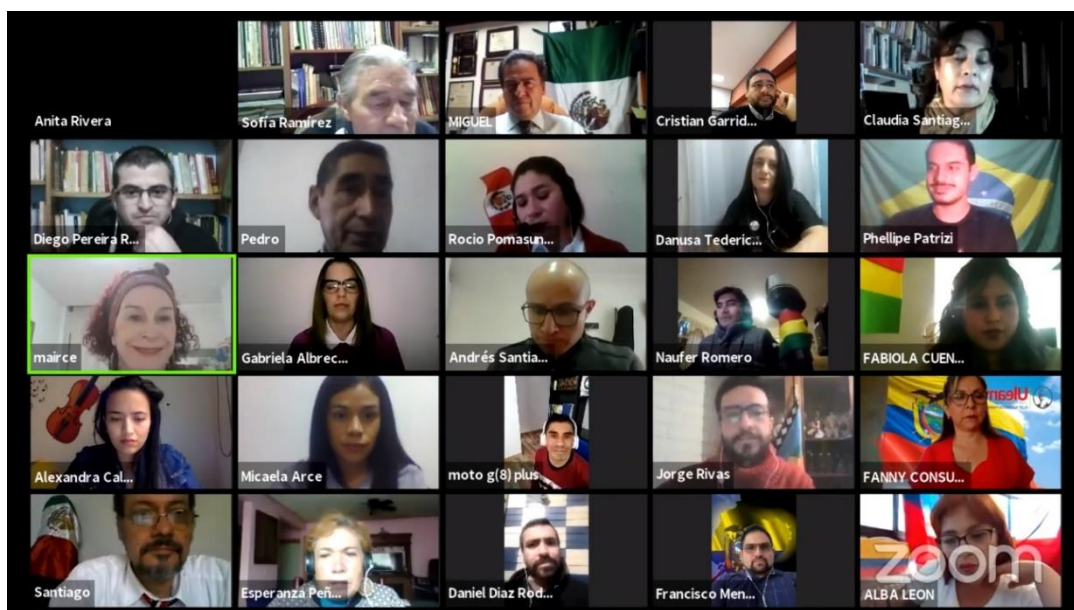 Anita Rivera
Sofía Ramírez
MIGUEL
Cristian Garrid...
Claudia Santiag...
Diego Pereira R...
Pedro
Rocio Pomasun...
Danusa Tederic...
Phellipe Patrizi
mairce
Gabriela Albrec...
Andrés Santia...
Naufer Romero
FABIOLA CUEN...
Alexandra Cal...
Micaela Arce
moto g(8) plus
Jorge Rivas
Uleam
FANNY CONSU...
Santiago
Esperanza Peñ...
Daniel Diaz Rod...
Francisco Men...
zoom
ALBA LEON